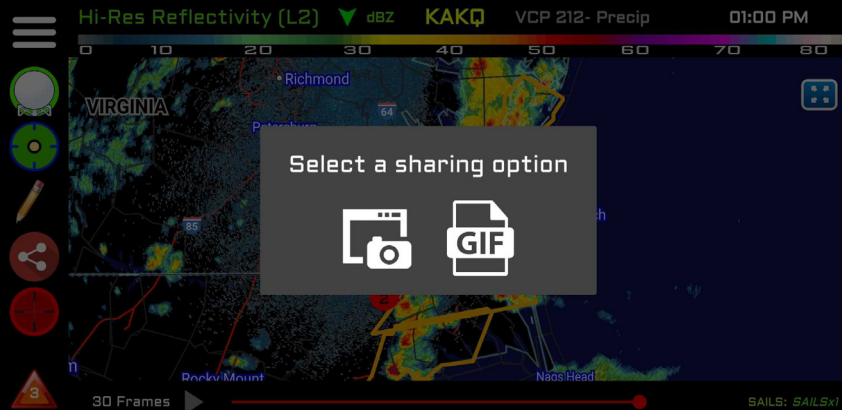 Hi-Res Reflectivity (L2) dBZ KAKQ VCP 212- Precip 01:00 PM
0 10 20 30 40 50 60 70 80
Richmond
VIRGINIA
64
Petersburg
Select a sharing option
85
GIF
2
Rocky Mount
Nags Head
3
30 Frames
SAILS: SAILSx1